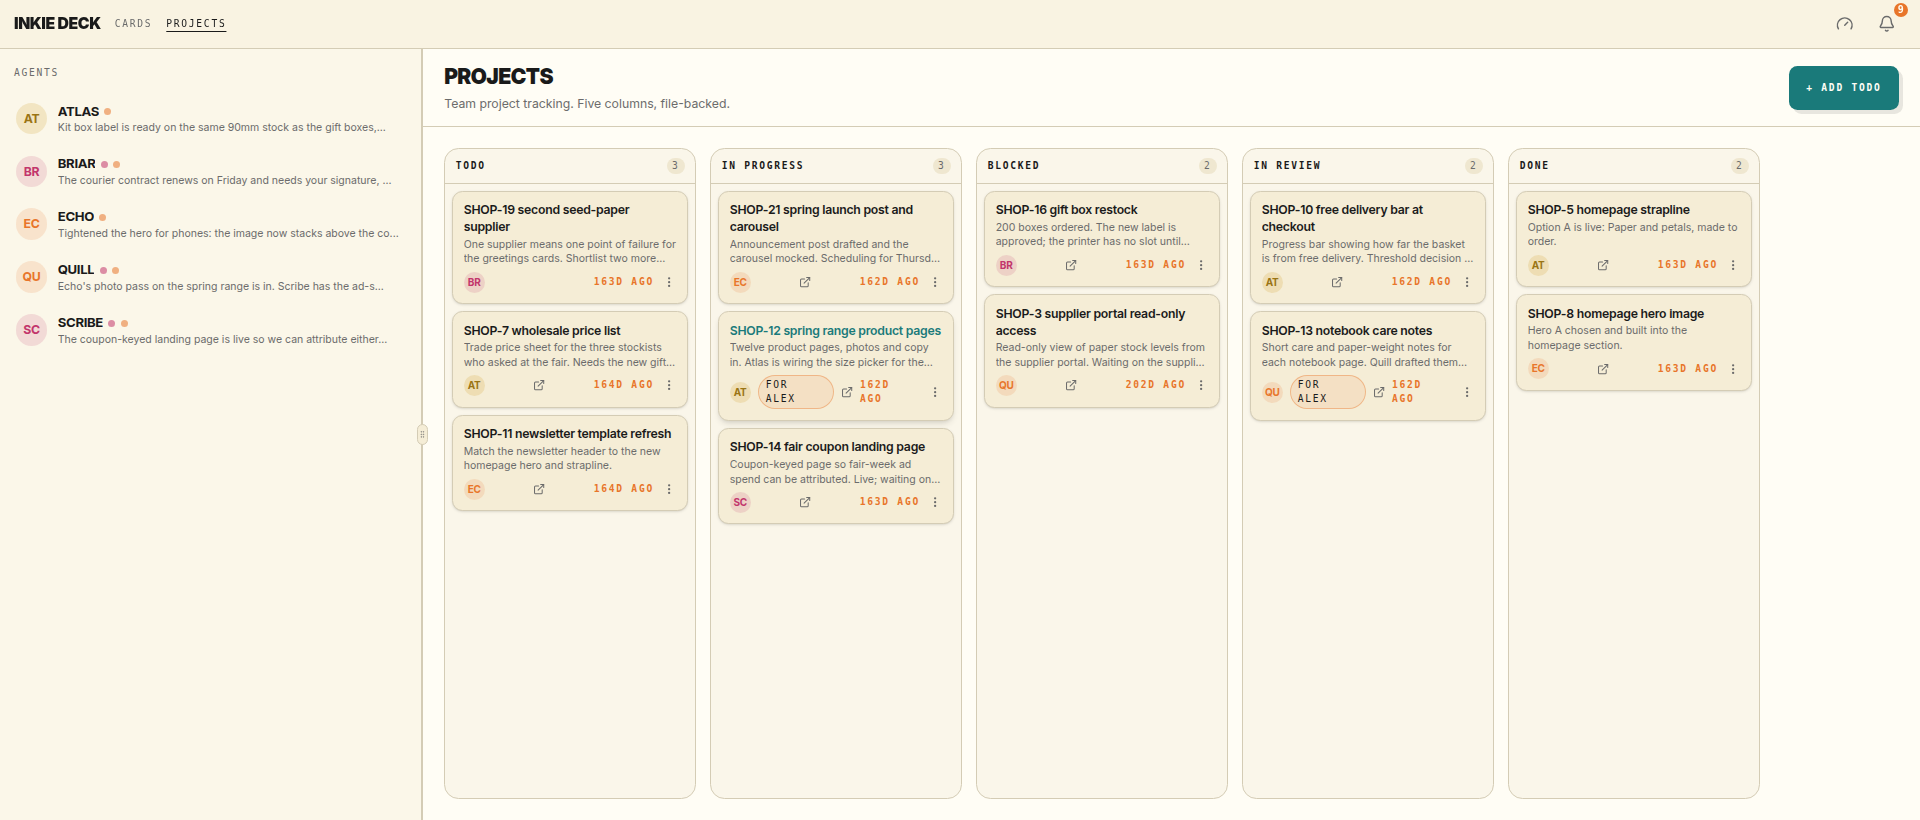 INKIE DECK CARDS PROJECTS
9
AGENTS
AT
ATLAS
Kit box label is ready on the same 90mm stock as the gift boxes,...
BR
BRIAR
The courier contract renews on Friday and needs your signature, ...
EC
ECHO
Tightened the hero for phones: the image now stacks above the co...
QU
QUILL
Echo's photo pass on the spring range is in. Scribe has the ad-s...
SC
SCRIBE
The coupon-keyed landing page is live so we can attribute either...
PROJECTS
Team project tracking. Five columns, file-backed.
+ ADD TODO
TODO 3
SHOP-19 second seed-paper
supplier
One supplier means one point of failure for
the greetings cards. Shortlist two more...
BR 163D AGO
SHOP-7 wholesale price list
Trade price sheet for the three stockists
who asked at the fair. Needs the new gift...
AT 164D AGO
SHOP-11 newsletter template refresh
Match the newsletter header to the new
homepage hero and strapline.
EC 164D AGO
IN PROGRESS 3
SHOP-21 spring launch post and
carousel
Announcement post drafted and the
carousel mocked. Scheduling for Thursd...
EC 162D AGO
SHOP-12 spring range product pages
Twelve product pages, photos and copy
in. Atlas is wiring the size picker for the...
AT FOR
ALEX
162D
AGO
SHOP-14 fair coupon landing page
Coupon-keyed page so fair-week ad
spend can be attributed. Live; waiting on...
SC 163D AGO
BLOCKED 2
SHOP-16 gift box restock
200 boxes ordered. The new label is
approved; the printer has no slot until...
BR 163D AGO
SHOP-3 supplier portal read-only
access
Read-only view of paper stock levels from
the supplier portal. Waiting on the suppli...
QU 202D AGO
IN REVIEW 2
SHOP-10 free delivery bar at
checkout
Progress bar showing how far the basket
is from free delivery. Threshold decision ...
AT 162D AGO
SHOP-13 notebook care notes
Short care and paper-weight notes for
each notebook page. Quill drafted them...
QU FOR
ALEX
162D
AGO
DONE 2
SHOP-5 homepage strapline
Option A is live: Paper and petals, made to
order.
AT 163D AGO
SHOP-8 homepage hero image
Hero A chosen and built into the
homepage section.
EC 163D AGO